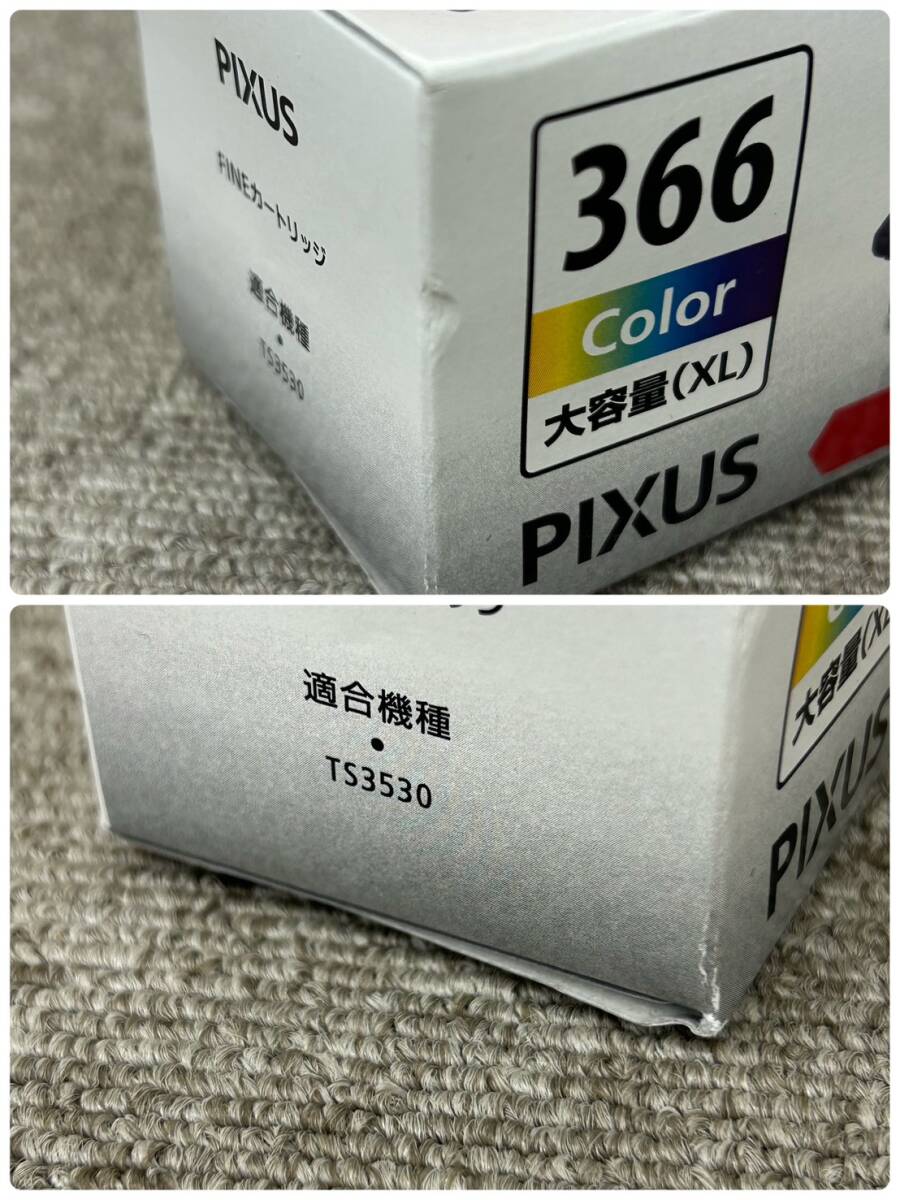 PIXUS
FINEカートリッジ
適合機種
•
TS3530
366
Color
大容量(XL)
PIXUS
適合機種
•
TS3530
大容量(XL
PIXUS